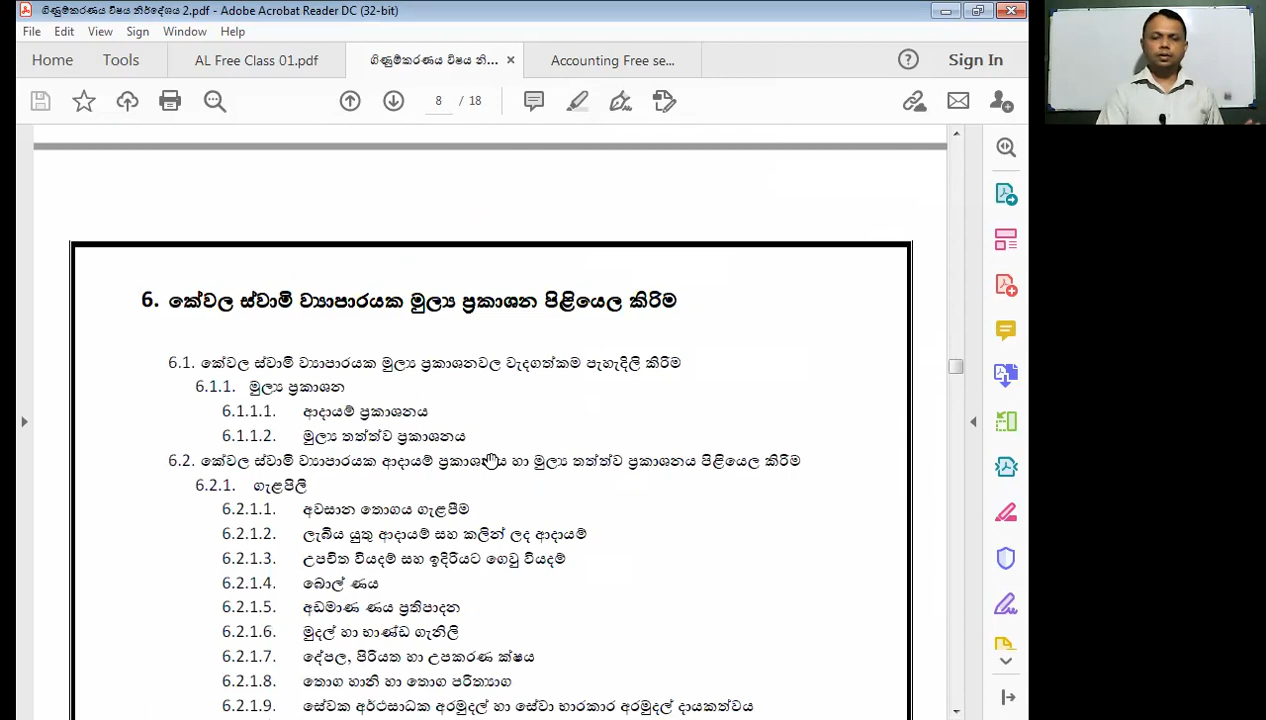 ගිණුම්කරණය විෂය නිර්දේශය 2.pdf - Adobe Acrobat Reader DC (32-bit)
File Edit View Sign Window Help
Home Tools AL Free Class 01.pdf ගිණුම්කරණය විෂය නි... Accounting Free se... Sign In
8 / 18
6. කේවල ස්වාමි ව්‍යාපාරයක මුල්‍ය ප්‍රකාශන පිළියෙල කිරීම
6.1. කේවල ස්වාමි ව්‍යාපාරයක මුල්‍ය ප්‍රකාශනවල වැදගත්කම පැහැදිලි කිරීම
6.1.1. මුල්‍ය ප්‍රකාශන
6.1.1.1. ආදායම් ප්‍රකාශනය
6.1.1.2. මුල්‍ය තත්ත්ව ප්‍රකාශනය
6.2. කේවල ස්වාමි ව්‍යාපාරයක ආදායම් ප්‍රකාශනය හා මුල්‍ය තත්ත්ව ප්‍රකාශනය පිළියෙල කිරීම
6.2.1. ගැළපිලි
6.2.1.1. අවසාන තොගය ගැළපීම
6.2.1.2. ලැබිය යුතු ආදායම් සහ කලින් ලද ආදායම්
6.2.1.3. උපචිත වියදම් සහ ඉදිරියට ගෙවු වියදම්
6.2.1.4. බොල් ණය
6.2.1.5. අඩමාණ ණය ප්‍රතිපාදන
6.2.1.6. මුදල් හා භාණ්ඩ ගැනිලි
6.2.1.7. දේපල, පිරියත හා උපකරණ ක්ෂය
6.2.1.8. තොග හානි හා තොග පරිත්‍යාග
6.2.1.9. සේවක අර්ථසාධක අරමුදල් හා සේවා භාරකාර අරමුදල් දායකත්වය